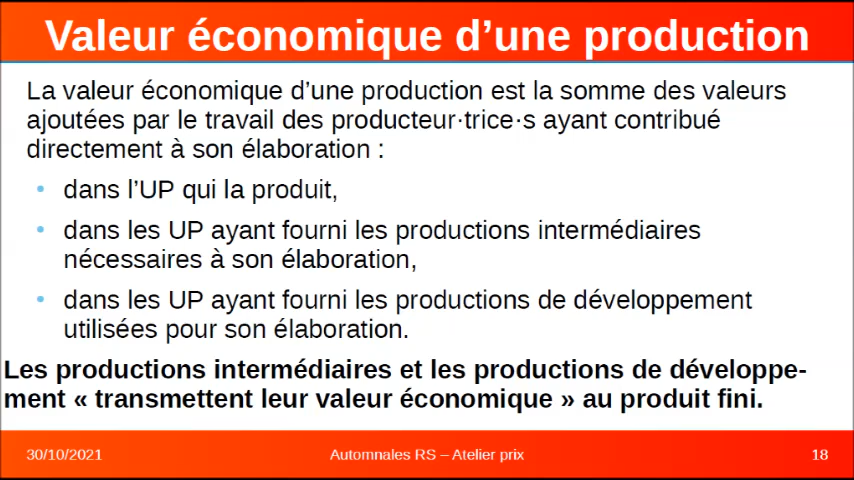 Valeur économique d’une production
La valeur économique d’une production est la somme des valeurs
ajoutées par le travail des producteur·trice·s ayant contribué
directement à son élaboration :
• dans l’UP qui la produit,
• dans les UP ayant fourni les productions intermédiaires
nécessaires à son élaboration,
• dans les UP ayant fourni les productions de développement
utilisées pour son élaboration.
Les productions intermédiaires et les productions de développe-
ment « transmettent leur valeur économique » au produit fini.
30/10/2021 Automnales RS – Atelier prix 18